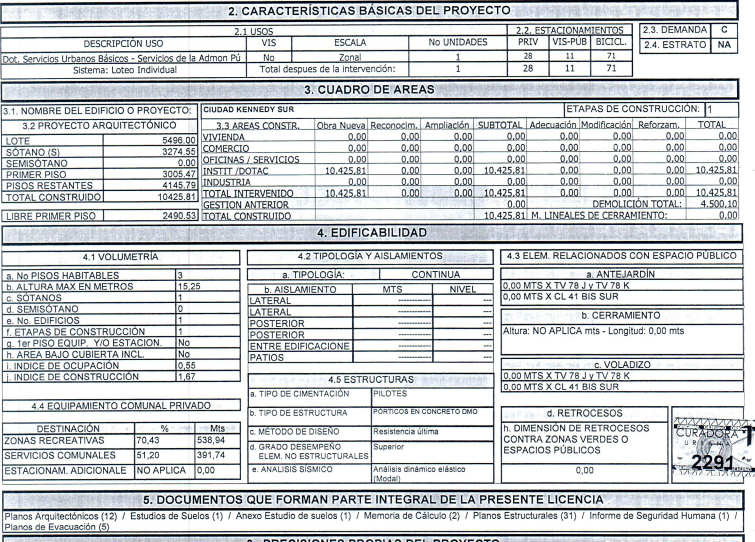 2. CARACTERÍSTICAS BÁSICAS DEL PROYECTO
2.1 USOS
2.2. ESTACIONAMIENTOS
2.3. DEMANDA C
DESCRIPCIÓN USO VIS ESCALA No UNIDADES PRIV VIS-PUB BICICL.
2.4. ESTRATO NA
Dot. Servicios Urbanos Básicos - Servicios de la Admon Pú No Zonal 1 28 11 71
Sistema: Loteo Individual Total despues de la intervención: 1 28 11 71
3. CUADRO DE AREAS
3.1. NOMBRE DEL EDIFICIO O PROYECTO: CIUDAD KENNEDY SUR ETAPAS DE CONSTRUCCIÓN: 1
3.2 PROYECTO ARQUITECTÓNICO
LOTE 5496.00
SÓTANO (S) 3274.55
SEMISÓTANO 0.00
PRIMER PISO 3005.47
PISOS RESTANTES 4145.79
TOTAL CONSTRUIDO 10425.81
LIBRE PRIMER PISO 2490.53
3.3 AREAS CONSTR. Obra Nueva Reconocim. Ampliación SUBTOTAL Adecuación Modificación Reforzam. TOTAL
VIVIENDA 0,00 0,00 0,00 0,00 0,00 0,00 0,00 0,00
COMERCIO 0,00 0,00 0,00 0,00 0,00 0,00 0,00 0,00
OFICINAS / SERVICIOS 0,00 0,00 0,00 0,00 0,00 0,00 0,00 0,00
INSTIT /DOTAC 10.425,81 0,00 0,00 10.425,81 0,00 0,00 0,00 10.425,81
INDUSTRIA 0,00 0,00 0,00 0,00 0,00 0,00 0,00 0,00
TOTAL INTERVENIDO 10.425,81 0,00 0,00 10.425,81 0,00 0,00 0,00 10.425,81
GESTION ANTERIOR 0,00 DEMOLICIÓN TOTAL: 4.500.10
TOTAL CONSTRUIDO 10.425,81 M. LINEALES DE CERRAMIENTO: 0,00
4. EDIFICABILIDAD
4.1 VOLUMETRÍA
a. No PISOS HABITABLES 3
b. ALTURA MAX EN METROS 15,25
c. SÓTANOS 1
d. SEMISÓTANO 0
e. No. EDIFICIOS 1
f. ETAPAS DE CONSTRUCCIÓN 1
g. 1er PISO EQUIP. Y/O ESTACION. No
h. AREA BAJO CUBIERTA INCL. No
i. INDICE DE OCUPACIÓN 0,55
j. INDICE DE CONSTRUCCIÓN 1,67
4.4 EQUIPAMIENTO COMUNAL PRIVADO
DESTINACIÓN % Mts
ZONAS RECREATIVAS 70,43 538,94
SERVICIOS COMUNALES 51,20 391,74
ESTACIONAM. ADICIONALE NO APLICA 0,00
4.2 TIPOLOGÍA Y AISLAMIENTOS
a. TIPOLOGÍA: CONTINUA
b. AISLAMIENTO MTS NIVEL
LATERAL ---------- ---
LATERAL ---------- ---
POSTERIOR ---------- ---
POSTERIOR ---------- ---
ENTRE EDIFICACIONE ---------- ---
PATIOS ---------- ---
4.5 ESTRUCTURAS
a. TIPO DE CIMENTACIÓN PILOTES
b. TIPO DE ESTRUCTURA PÓRTICOS EN CONCRETO DMO
c. MÉTODO DE DISEÑO Resistencia última
d. GRADO DESEMPEÑO Superior
ELEM. NO ESTRUCTURALES
e. ANALISIS SÍSMICO Análisis dinámico elástico
(Modal)
4.3 ELEM. RELACIONADOS CON ESPACIO PÚBLICO
a. ANTEJARDÍN
0,00 MTS X TV 78 J y TV 78 K
0,00 MTS X CL 41 BIS SUR
b. CERRAMIENTO
Altura: NO APLICA mts - Longitud: 0,00 mts
c. VOLADIZO
0,00 MTS X TV 78 J y TV 78 K
0,00 MTS X CL 41 BIS SUR
d. RETROCESOS
h. DIMENSIÓN DE RETROCESOS
CONTRA ZONAS VERDES O
ESPACIOS PÚBLICOS
0,00
CURADORA
URBANA
2291
5. DOCUMENTOS QUE FORMAN PARTE INTEGRAL DE LA PRESENTE LICENCIA
Planos Arquitectónicos (12) / Estudios de Suelos (1) / Anexo Estudio de suelos (1) / Memoria de Cálculo (2) / Planos Estructurales (31) / Informe de Seguridad Humana (1) /
Planos de Evacuación (5)
PRECISIONES PROPIAS DEL PROYECTO